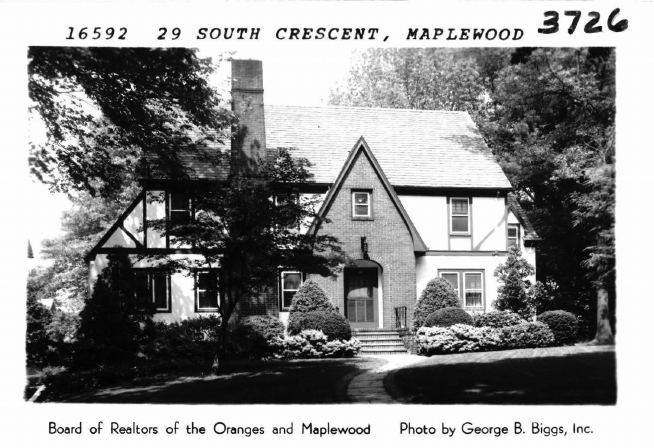 16592 29 SOUTH CRESCENT, MAPLEWOOD 3726
Board of Realtors of the Oranges and Maplewood Photo by George B. Biggs, Inc.